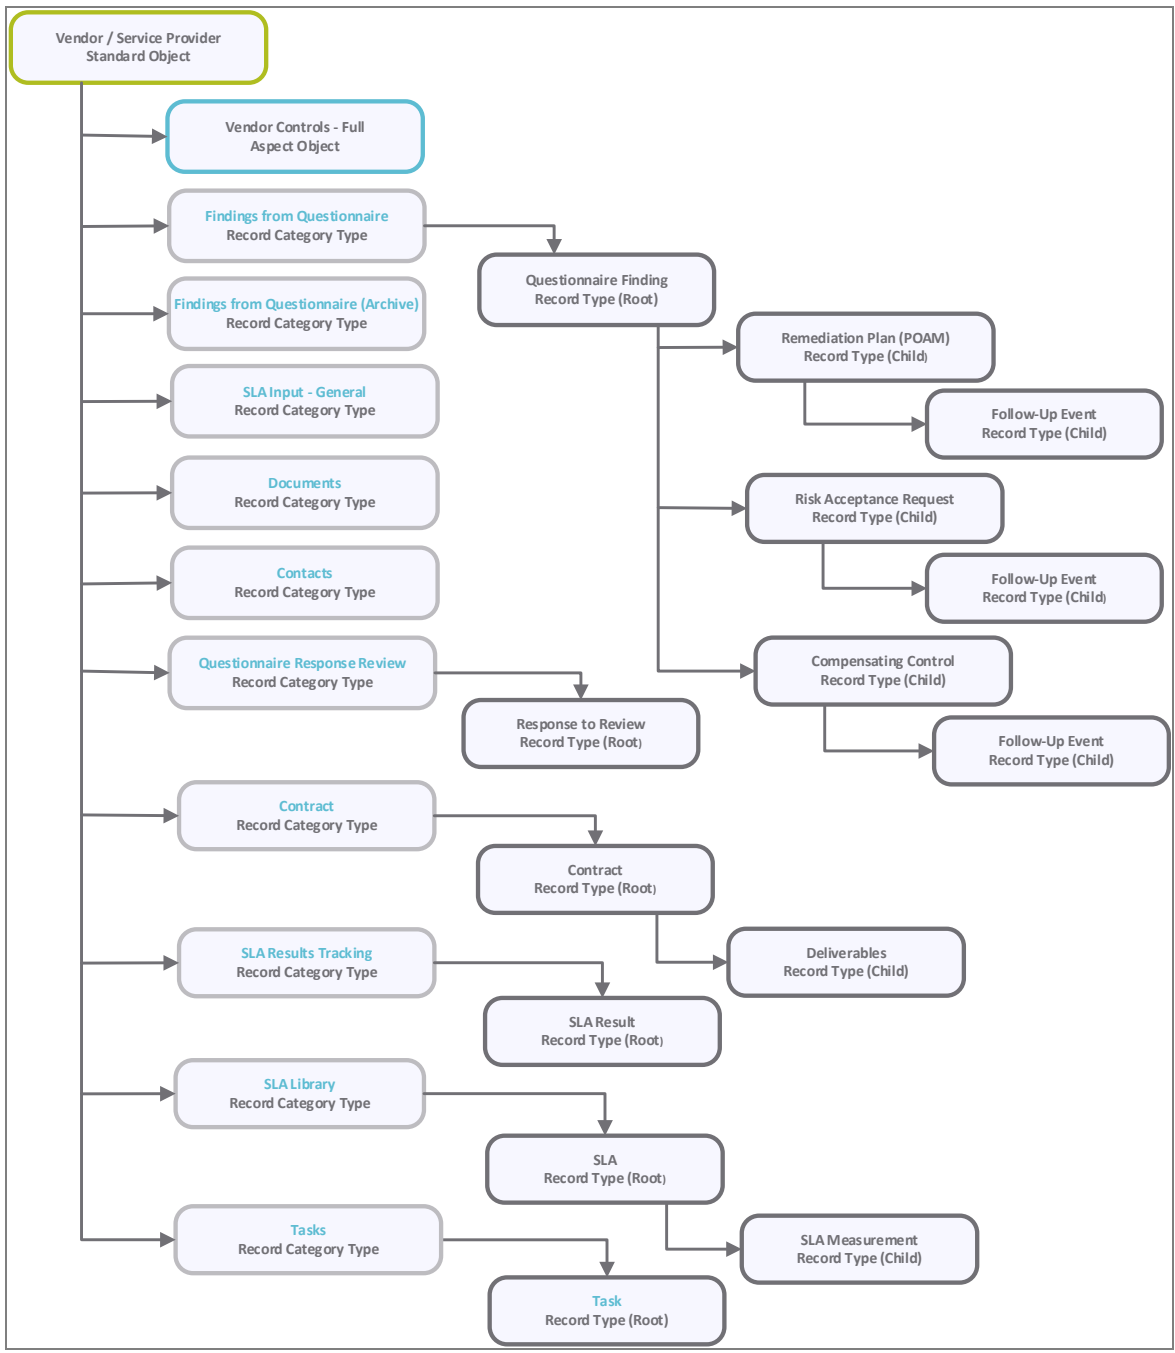 Vendor / Service Provider
Standard Object
Vendor Controls - Full
Aspect Object
Findings from Questionnaire
Record Category Type
Questionnaire Finding
Record Type (Root)
Findings from Questionnaire (Archive)
Record Category Type
Remediation Plan (POAM)
Record Type (Child)
SLA Input - General
Record Category Type
Follow-Up Event
Record Type (Child)
Documents
Record Category Type
Risk Acceptance Request
Record Type (Child)
Contacts
Record Category Type
Follow-Up Event
Record Type (Child)
Questionnaire Response Review
Record Category Type
Compensating Control
Record Type (Child)
Response to Review
Record Type (Root)
Follow-Up Event
Record Type (Child)
Contract
Record Category Type
Contract
Record Type (Root)
SLA Results Tracking
Record Category Type
Deliverables
Record Type (Child)
SLA Result
Record Type (Root)
SLA Library
Record Category Type
SLA
Record Type (Root)
Tasks
Record Category Type
SLA Measurement
Record Type (Child)
Task
Record Type (Root)